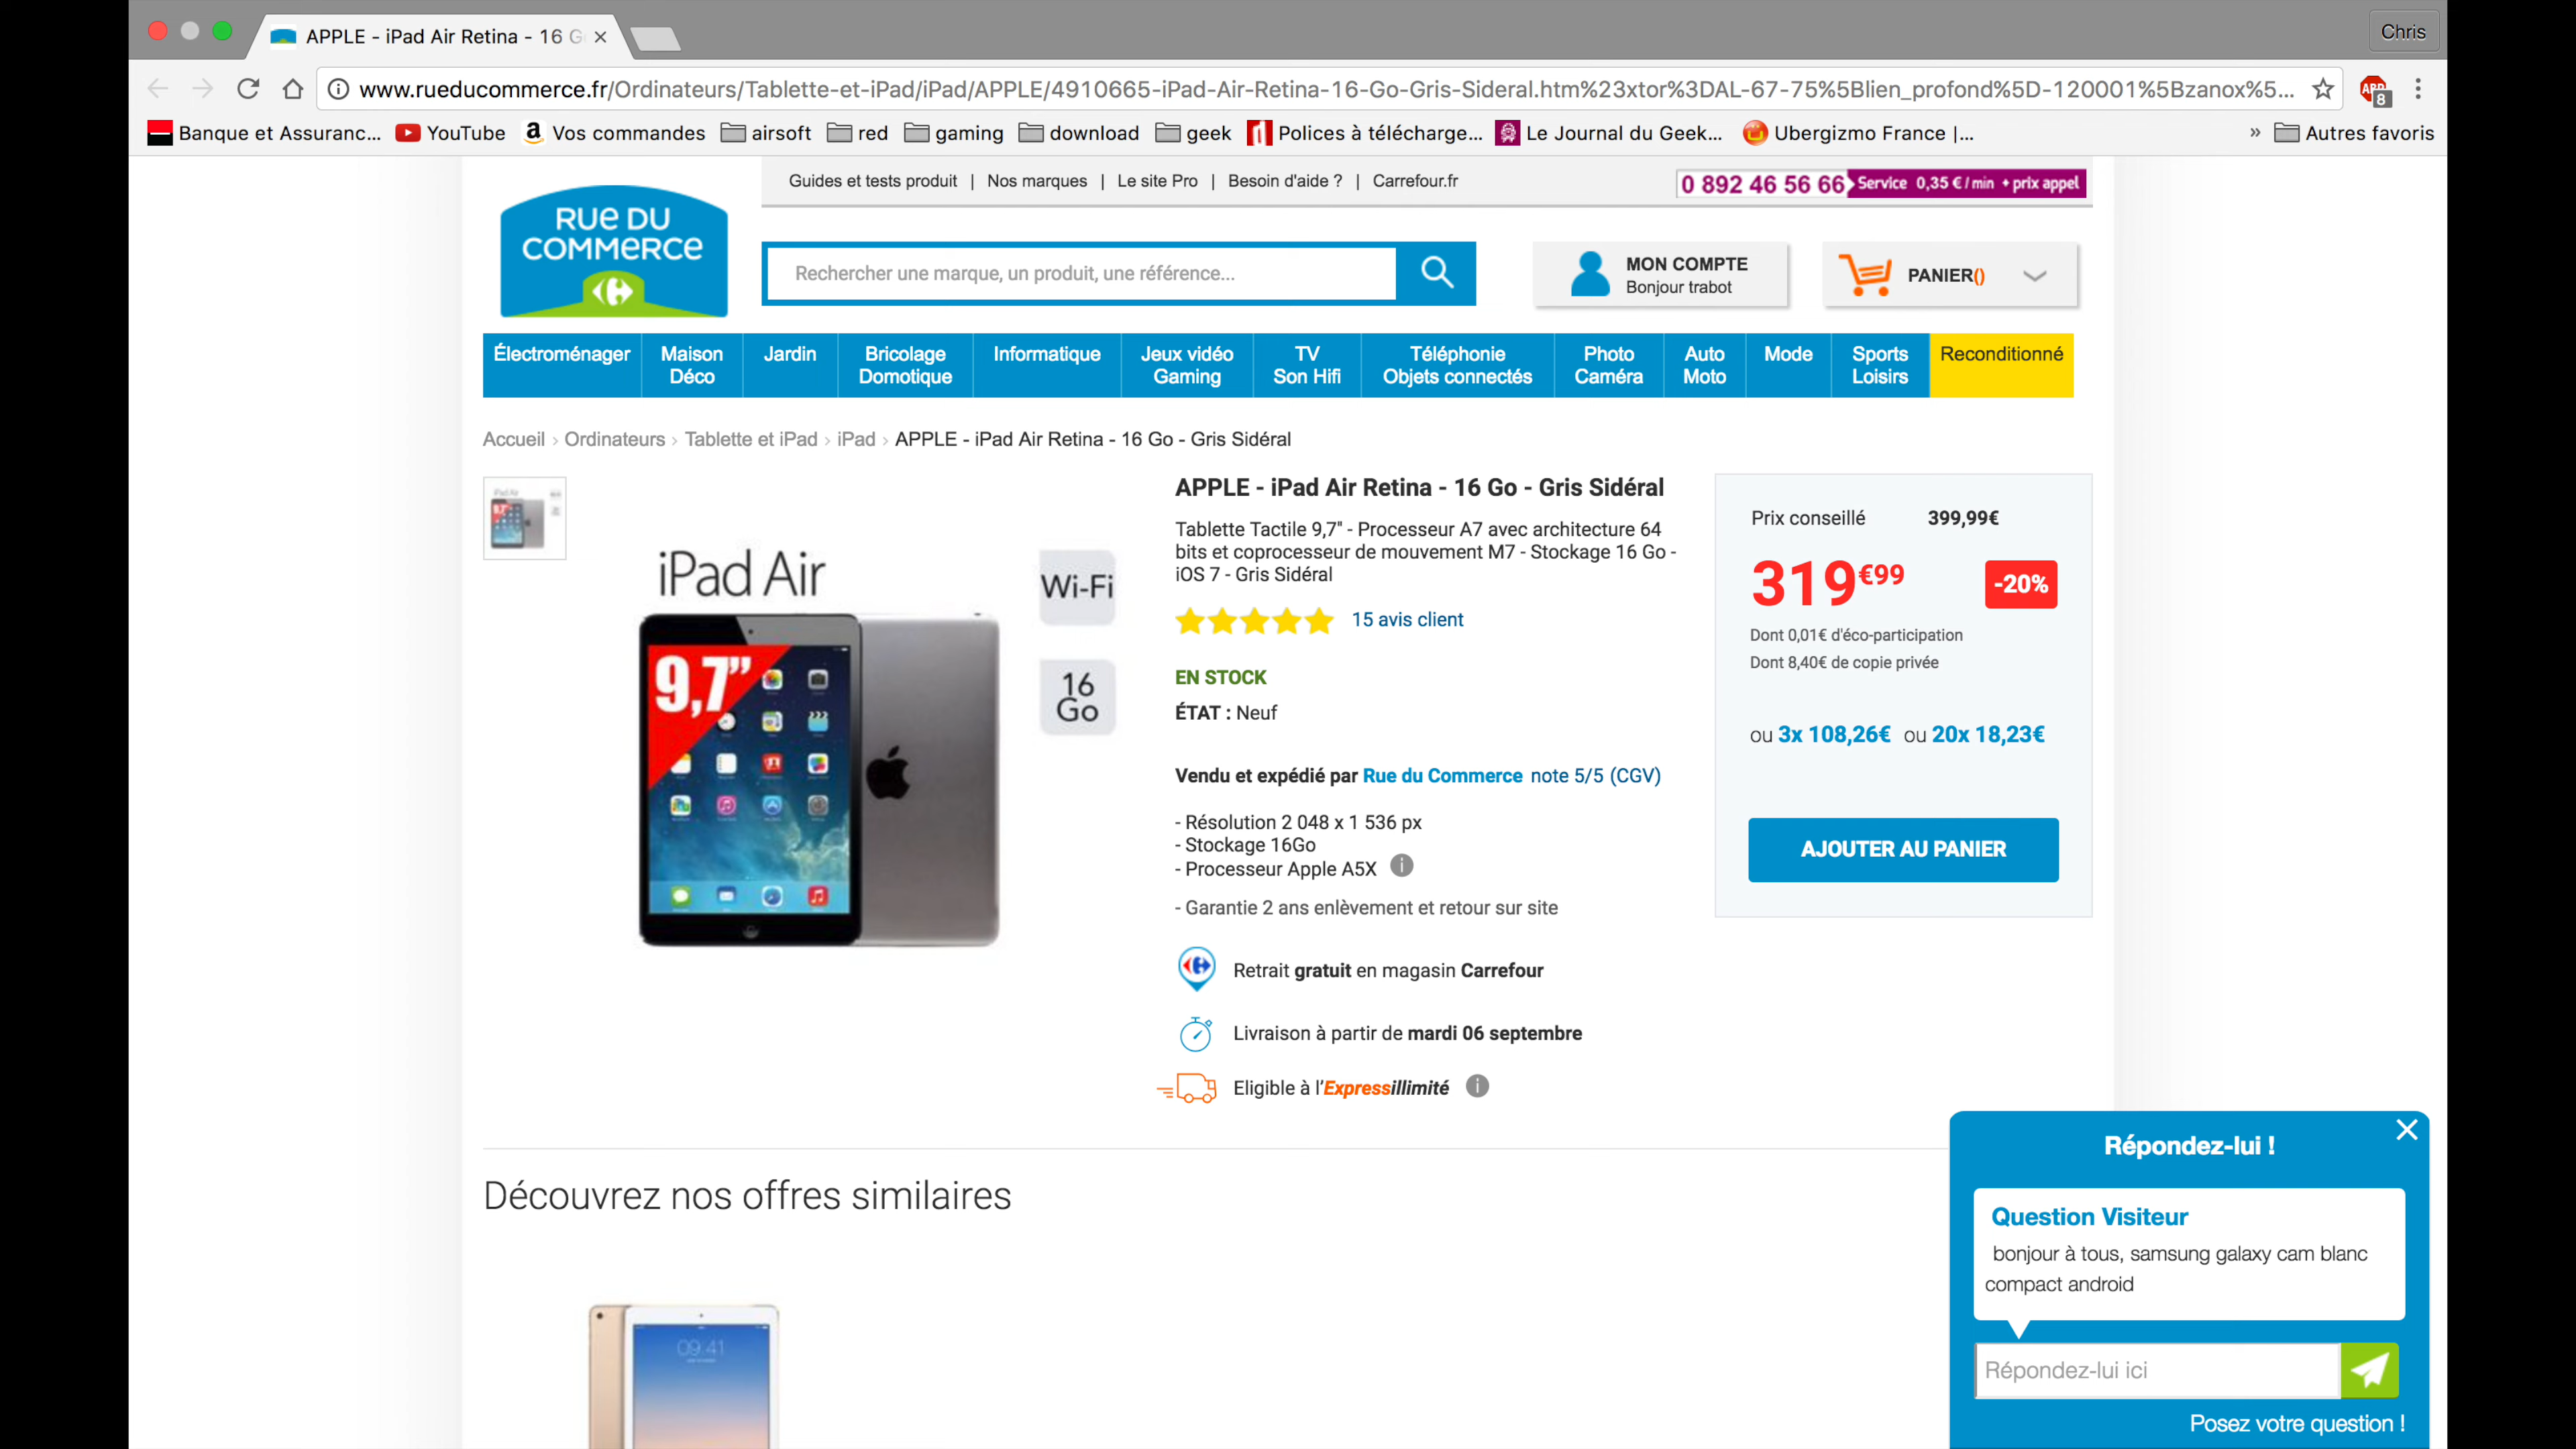 APPLE - iPad Air Retina - 16 G
Chris
www.rueducommerce.fr/Ordinateurs/Tablette-et-iPad/iPad/APPLE/4910665-iPad-Air-Retina-16-Go-Gris-Sideral.htm%23xtor%3DAL-67-75%5Blien_profond%5D-120001%5Bzanox%5...
ABP
8
Banque et Assuranc...
YouTube
Vos commandes
airsoft
red
gaming
download
geek
Polices à télécharge...
Le Journal du Geek...
Ubergizmo France |...
» Autres favoris
Guides et tests produit | Nos marques | Le site Pro | Besoin d'aide ? | Carrefour.fr
0 892 46 56 66 Service 0,35 € / min + prix appel
RUE DU
COMMERCE
Rechercher une marque, un produit, une référence...
MON COMPTE
Bonjour trabot
PANIER()
Électroménager
Maison
Déco
Jardin
Bricolage
Domotique
Informatique
Jeux vidéo
Gaming
TV
Son Hifi
Téléphonie
Objets connectés
Photo
Caméra
Auto
Moto
Mode
Sports
Loisirs
Reconditionné
Accueil › Ordinateurs › Tablette et iPad › iPad › APPLE - iPad Air Retina - 16 Go - Gris Sidéral
iPad Air
9,7"
Wi-Fi
16
Go
APPLE - iPad Air Retina - 16 Go - Gris Sidéral
Tablette Tactile 9,7" - Processeur A7 avec architecture 64
bits et coprocesseur de mouvement M7 - Stockage 16 Go -
iOS 7 - Gris Sidéral
15 avis client
EN STOCK
ÉTAT : Neuf
Vendu et expédié par Rue du Commerce note 5/5 (CGV)
- Résolution 2 048 x 1 536 px
- Stockage 16Go
- Processeur Apple A5X
- Garantie 2 ans enlèvement et retour sur site
Retrait gratuit en magasin Carrefour
Livraison à partir de mardi 06 septembre
Eligible à l'Expressillimité
Prix conseillé 399,99€
319€99
-20%
Dont 0,01€ d'éco-participation
Dont 8,40€ de copie privée
ou 3x 108,26€ ou 20x 18,23€
AJOUTER AU PANIER
Découvrez nos offres similaires
09:41
Répondez-lui !
Question Visiteur
bonjour à tous, samsung galaxy cam blanc
compact android
Répondez-lui ici
Posez votre question !